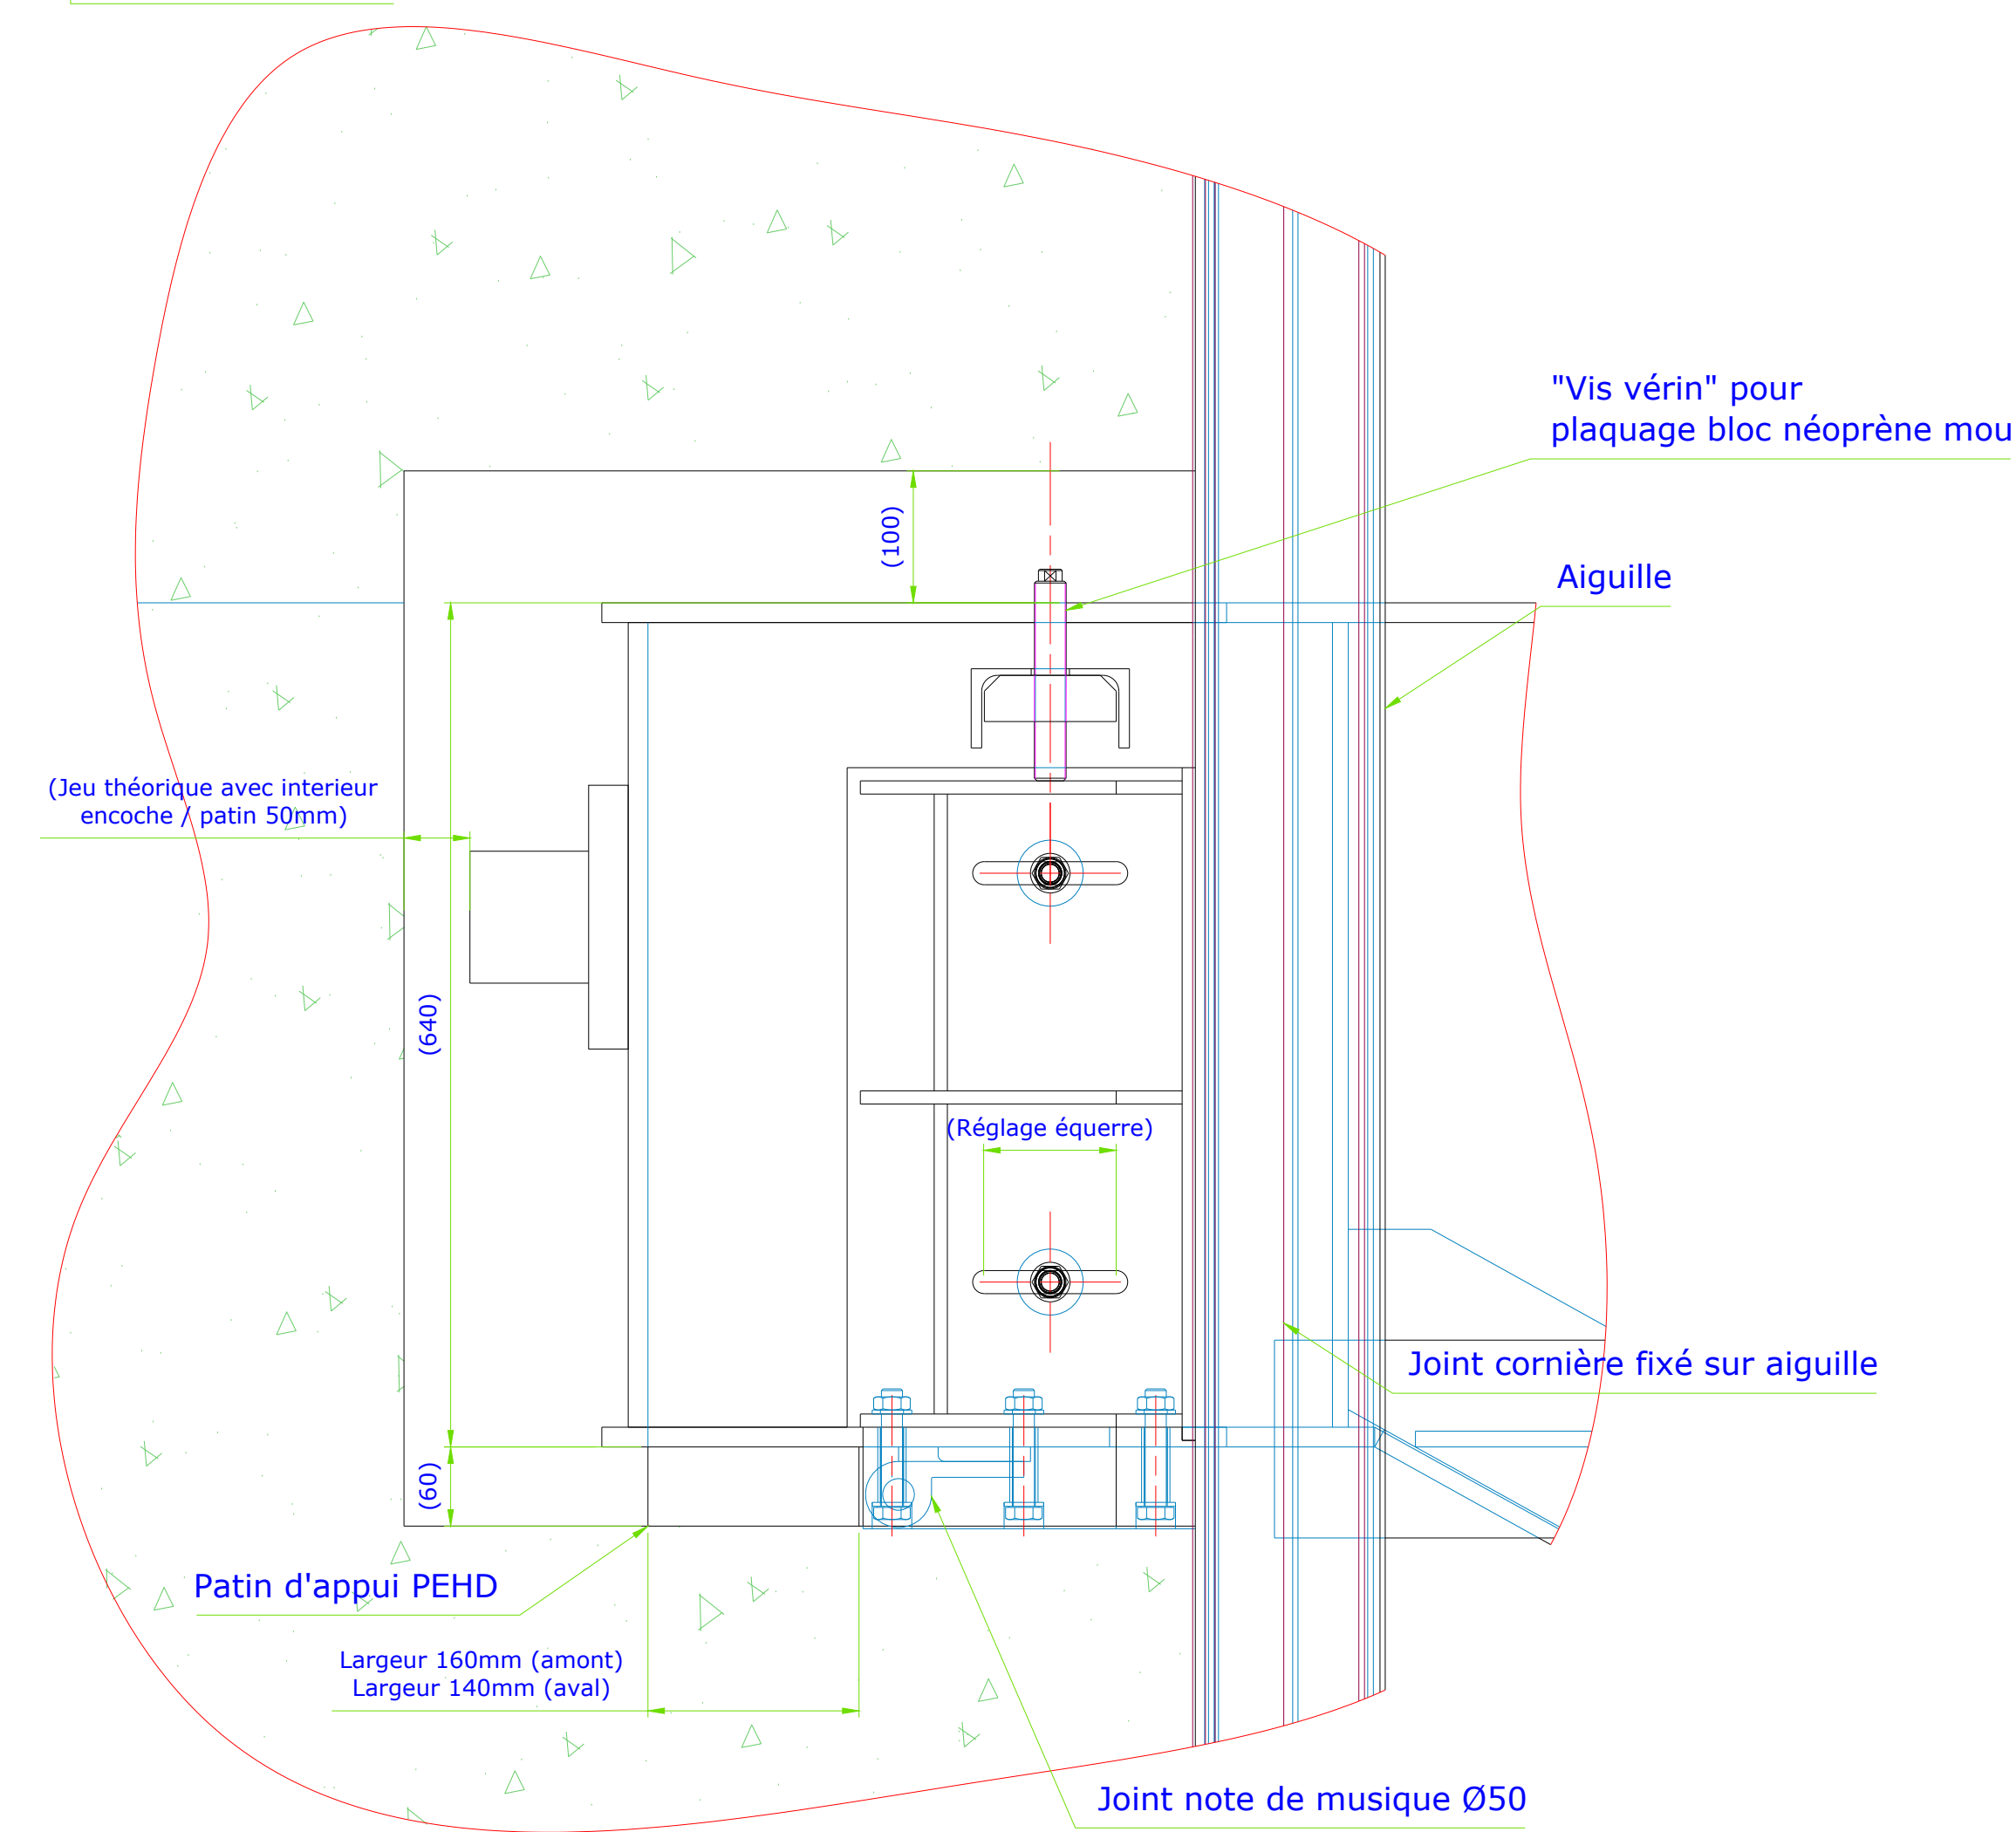 "Vis vérin" pour
plaquage bloc néoprène mou
(100)
Aiguille
(Jeu théorique avec interieur
encoche / patin 50mm)
(640)
(Réglage équerre)
Joint cornière fixé sur aiguille
(60)
Patin d'appui PEHD
Largeur 160mm (amont)
Largeur 140mm (aval)
Joint note de musique Ø50